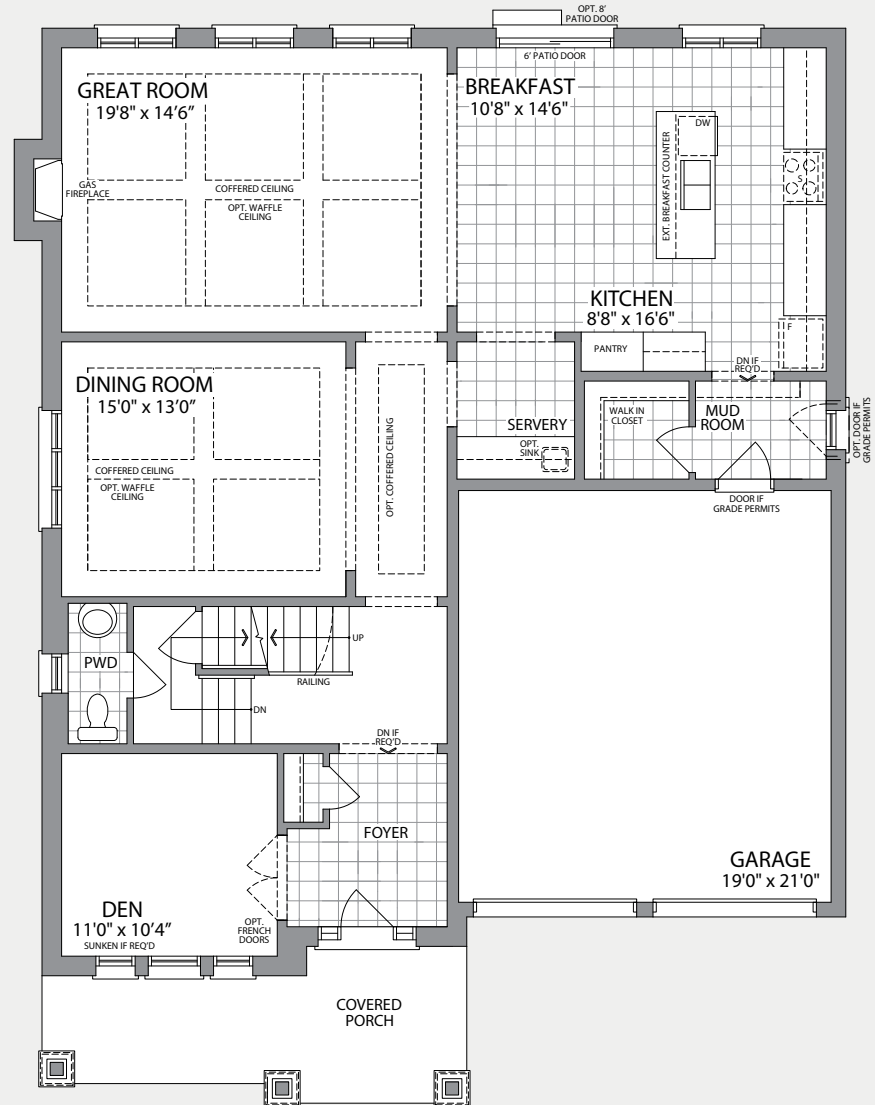 OPT. 8'
PATIO DOOR
6' PATIO DOOR
GREAT ROOM
19'8" x 14'6"
GAS
FIREPLACE
COFFERED CEILING
OPT. WAFFLE
CEILING
BREAKFAST
10'8" x 14'6"
DW
EXT. BREAKFAST COUNTER
S
KITCHEN
8'8" x 16'6"
F
PANTRY
DN IF
REQ'D
DINING ROOM
15'0" x 13'0"
COFFERED CEILING
OPT. WAFFLE
CEILING
OPT. COFFERED CEILING
SERVERY
OPT.
SINK
WALK IN
CLOSET
MUD
ROOM
OPT. DOOR IF
GRADE PERMITS
DOOR IF
GRADE PERMITS
PWD
UP
RAILING
DN
DN IF
REQ'D
FOYER
DEN
11'0" x 10'4"
SUNKEN IF REQ'D
OPT.
FRENCH
DOORS
GARAGE
19'0" x 21'0"
COVERED
PORCH